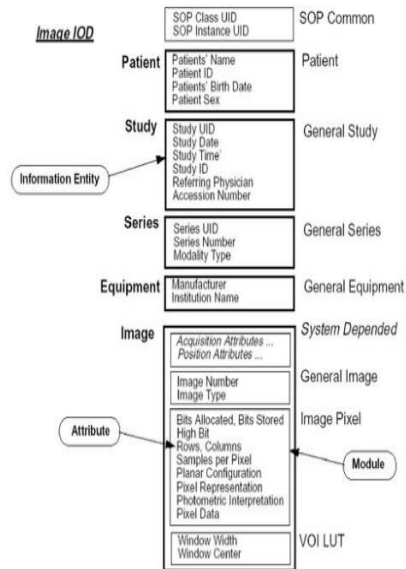 Image IOD
SOP Class UID
SOP Instance UID
SOP Common
Patient
Patients' Name
Patient ID
Patients' Birth Date
Patient Sex
Patient
Study
Study UID
Study Date
Study Time'
Study ID
Referring Physician
Accession Number
General Study
Information Entity
Series
Series UID
Series Number
Modality Type
General Series
Equipment
Manufacturer
Institution Name
General Equipment
Image
Acquisition Attributes ...
Position Attributes ...
System Depended
Image Number
Image Type
General Image
Attribute
Bits Allocated, Bits Stored
High Bit
Rows, Columns
Samples per Pixel
Planar Configuration
Pixel Representation
Photometric Interpretation
Pixel Data
Image Pixel
Module
Window Width
Window Center
VOI LUT